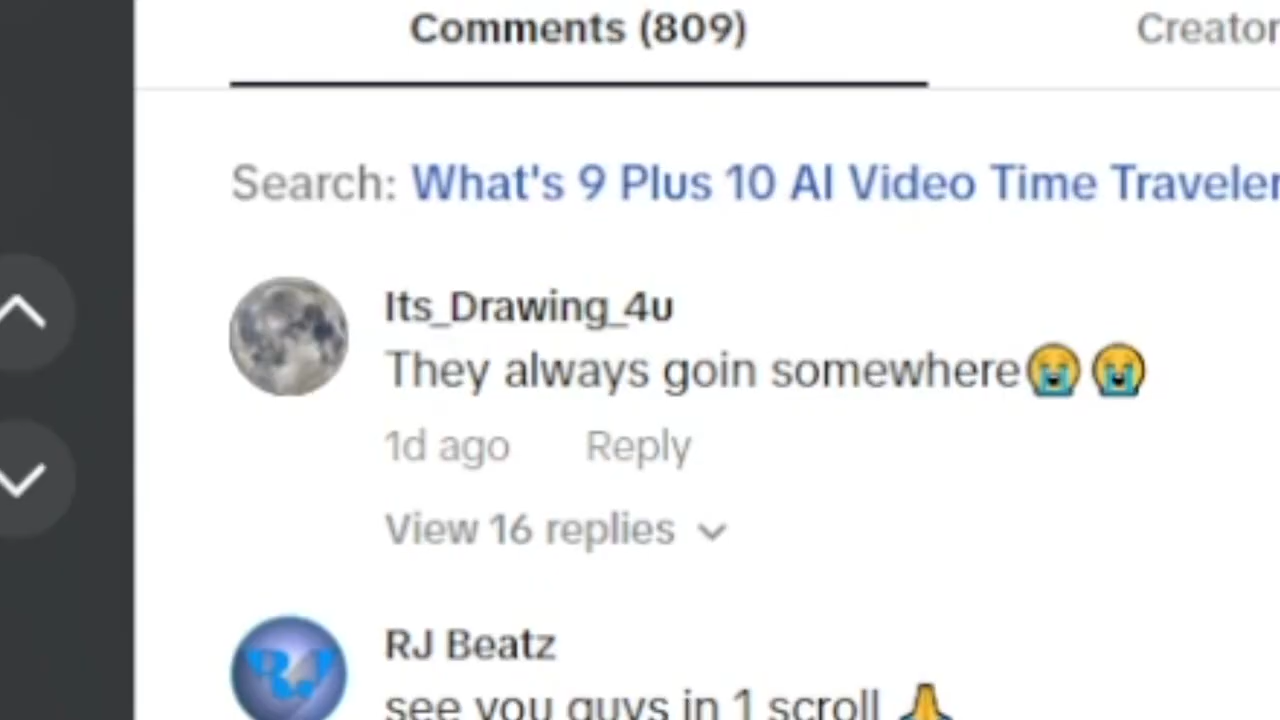 Comments (809)
Creator
Search: What's 9 Plus 10 AI Video Time Traveler
Its_Drawing_4u
They always goin somewhere😭😭
1d ago Reply
View 16 replies
RJ
RJ Beatz
see you guys in 1 scroll 🙏